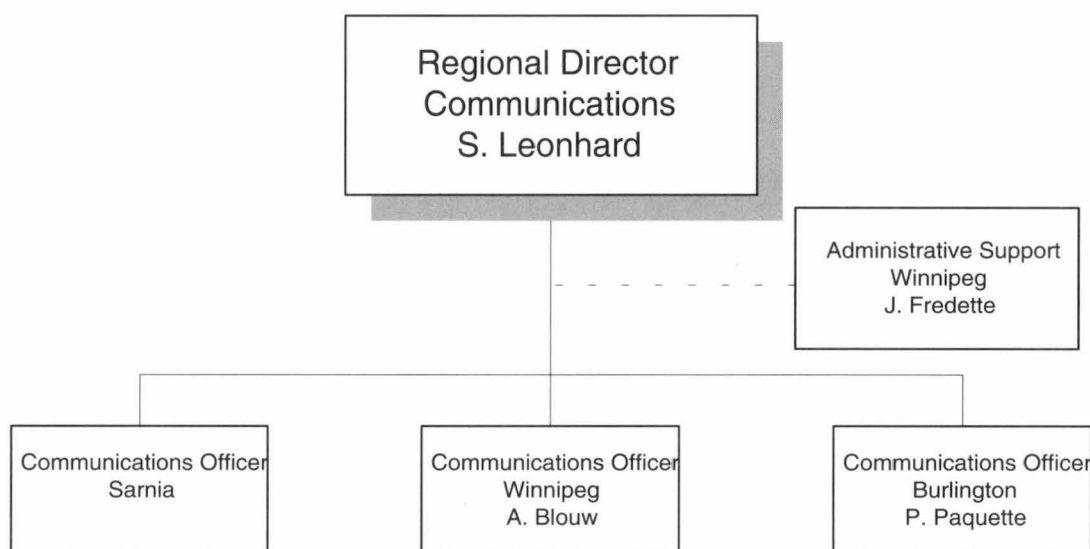 Regional Director
Communications
S. Leonhard
Administrative Support
Winnipeg
J. Fredette
Communications Officer
Sarnia
Communications Officer
Winnipeg
A. Blouw
Communications Officer
Burlington
P. Paquette